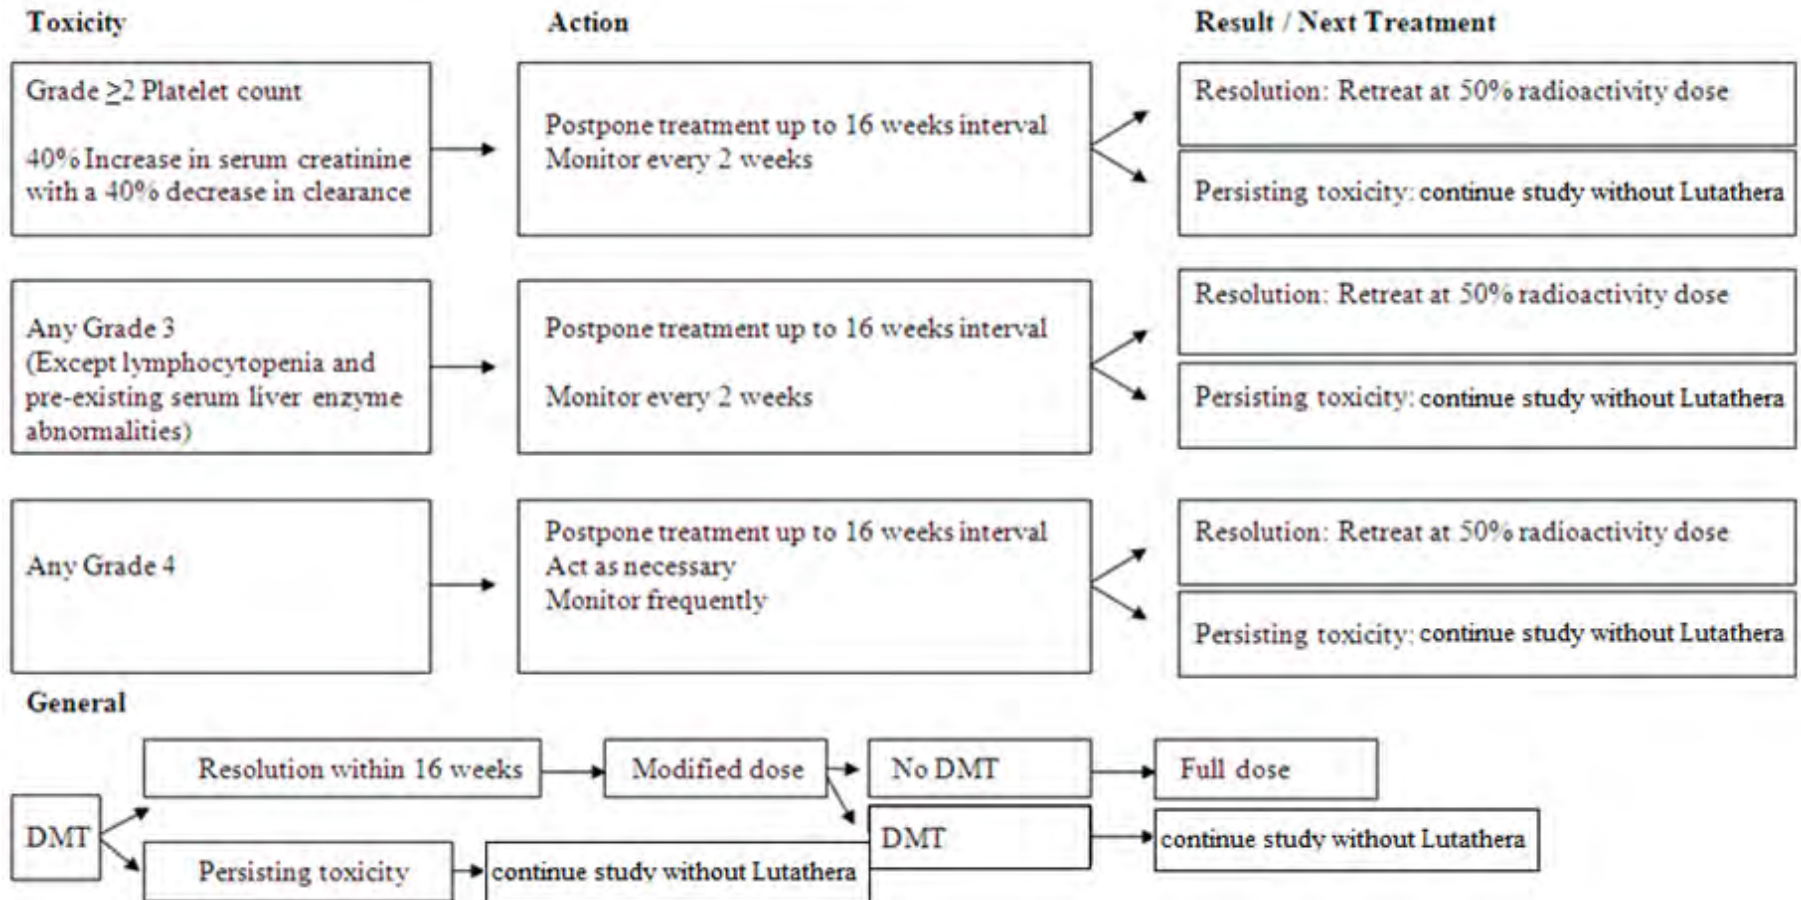 Toxicity
Action
Result / Next Treatment
Grade ≥2 Platelet count
40% Increase in serum creatinine
with a 40% decrease in clearance
Postpone treatment up to 16 weeks interval
Monitor every 2 weeks
Resolution: Retreat at 50% radioactivity dose
Persisting toxicity: continue study without Lutathera
Any Grade 3
(Except lymphocytopenia and
pre-existing serum liver enzyme
abnormalities)
Postpone treatment up to 16 weeks interval
Monitor every 2 weeks
Resolution: Retreat at 50% radioactivity dose
Persisting toxicity: continue study without Lutathera
Any Grade 4
Postpone treatment up to 16 weeks interval
Act as necessary
Monitor frequently
Resolution: Retreat at 50% radioactivity dose
Persisting toxicity: continue study without Lutathera
General
DMT
Resolution within 16 weeks
Modified dose
No DMT
Full dose
DMT
continue study without Lutathera
Persisting toxicity
continue study without Lutathera